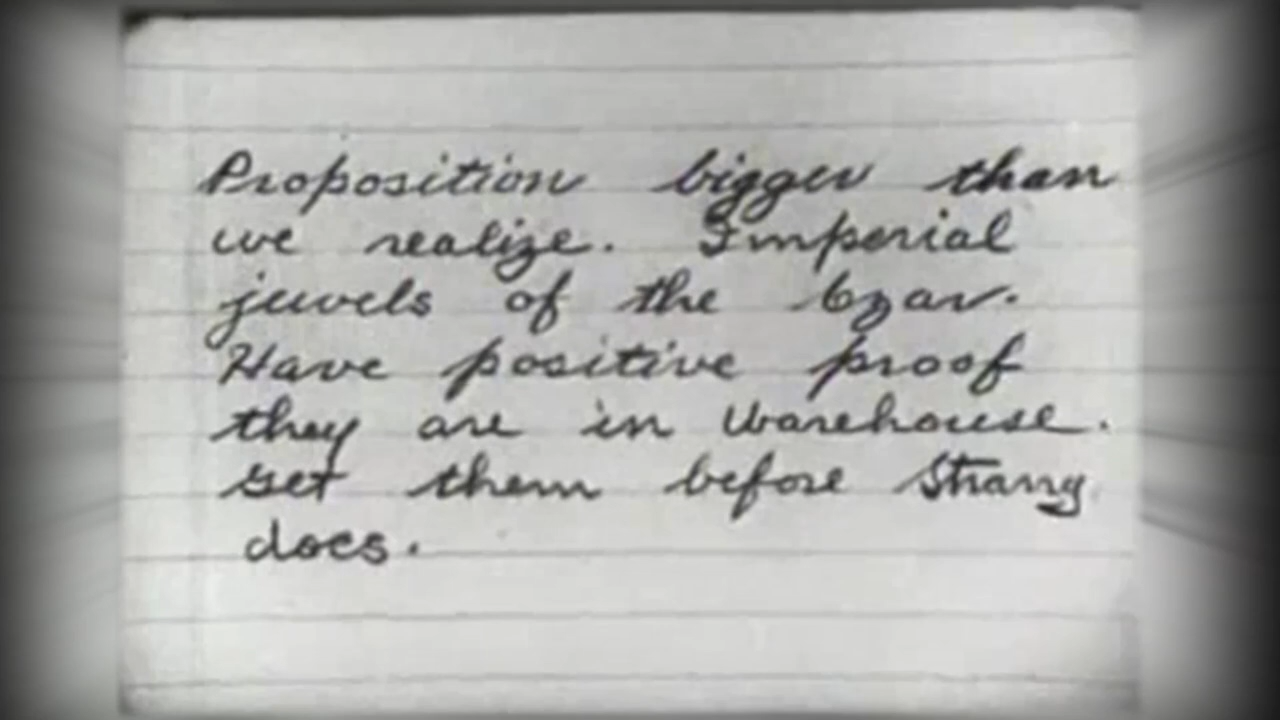 Proposition bigger than
we realize. Imperial
jewels of the Czar.
Have positive proof
they are in warehouse.
Get them before Strang
does.